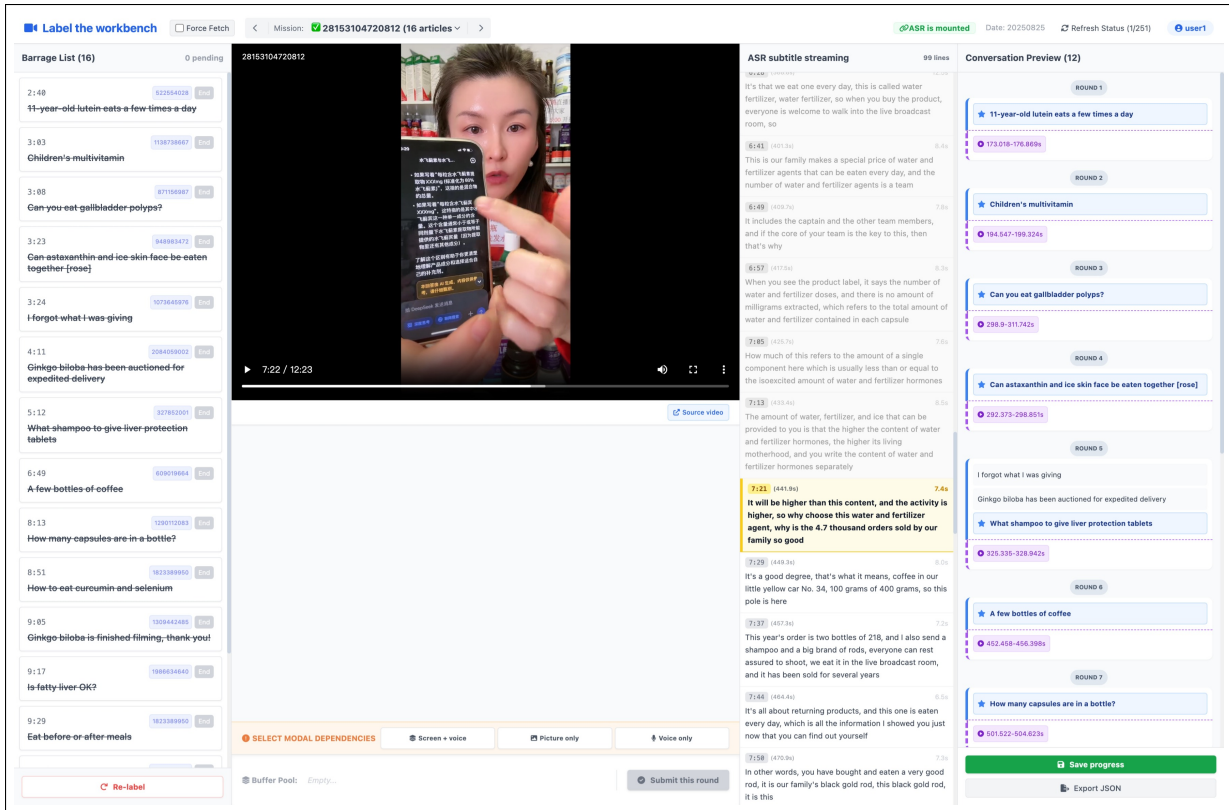 Label the workbench
Force Fetch
Mission: 28153104720812 (16 articles
ASR is mounted
Date: 20250825
Refresh Status (1/251)
user1
Barrage List (16)
0 pending
2:40
522554028 End
11-year-old lutein eats a few times a day
3:03
1138738667 End
Children's multivitamin
3:08
871156987 End
Can you eat gallbladder polyps?
3:23
948983472 End
Can astaxanthin and ice skin face be eaten
together [rose]
3:24
1073645976 End
I forgot what I was giving
4:11
2084059002 End
Ginkgo biloba has been auctioned for
expedited delivery
5:12
327852001 End
What shampoo to give liver protection
tablets
6:49
609019664 End
A few bottles of coffee
8:13
1290112083 End
How many capsules are in a bottle?
8:51
1823389950 End
How to eat curcumin and selenium
9:05
1309442485 End
Ginkgo biloba is finished filming, thank you!
9:17
1986634640 End
Is fatty liver OK?
9:29
1823389950 End
Eat before or after meals
Re-label
28153104720812
7:22 / 12:23
Source video
SELECT MODAL DEPENDENCIES
Screen + voice
Picture only
Voice only
Buffer Pool: Empty...
Submit this round
ASR subtitle streaming
99 lines
It's that we eat one every day, this is called water
fertilizer, water fertilizer, so when you buy the product,
everyone is welcome to walk into the live broadcast
room, so
6:41 (401.3s) 6.4s
This is our family makes a special price of water and
fertilizer agents that can be eaten every day, and the
number of water and fertilizer agents is a team
6:49 (409.7s) 7.6s
It includes the captain and the other team members,
and if the core of your team is the key to this, then
that's why
6:57 (417.5s) 8.3s
When you see the product label, it says the number of
water and fertilizer doses, and there is no amount of
milligrams extracted, which refers to the total amount of
water and fertilizer contained in each capsule
7:05 (425.7s) 7.6s
How much of this refers to the amount of a single
component here which is usually less than or equal to
the isoexcited amount of water and fertilizer hormones
7:13 (433.4s) 8.5s
The amount of water, fertilizer, and ice that can be
provided to you is that the higher the content of water
and fertilizer hormones, the higher its living
motherhood, and you write the content of water and
fertilizer hormones separately
7:21 (441.9s) 7.4s
It will be higher than this content, and the activity is
higher, so why choose this water and fertilizer
agent, why is the 4.7 thousand orders sold by our
family so good
7:29 (449.3s) 8.0s
It's a good degree, that's what it means, coffee in our
little yellow car No. 34, 100 grams of 400 grams, so this
pole is here
7:37 (457.3s) 7.2s
This year's order is two bottles of 218, and I also send a
shampoo and a big brand of rods, everyone can rest
assured to shoot, we eat it in the live broadcast room,
and it has been sold for several years
7:44 (464.4s) 6.5s
It's all about returning products, and this one is eaten
every day, which is all the information I showed you just
now that you can find out yourself
7:50 (470.9s) 7.3s
In other words, you have bought and eaten a very good
rod, it is our family's black gold rod, this black gold rod,
it is this
Conversation Preview (12)
ROUND 1
11-year-old lutein eats a few times a day
173.018-176.869s
ROUND 2
Children's multivitamin
194.547-199.324s
ROUND 3
Can you eat gallbladder polyps?
298.9-311.742s
ROUND 4
Can astaxanthin and ice skin face be eaten together [rose]
292.373-298.851s
ROUND 5
I forgot what I was giving
Ginkgo biloba has been auctioned for expedited delivery
What shampoo to give liver protection tablets
325.335-328.942s
ROUND 6
A few bottles of coffee
452.458-456.398s
ROUND 7
How many capsules are in a bottle?
501.522-504.623s
Save progress
Export JSON